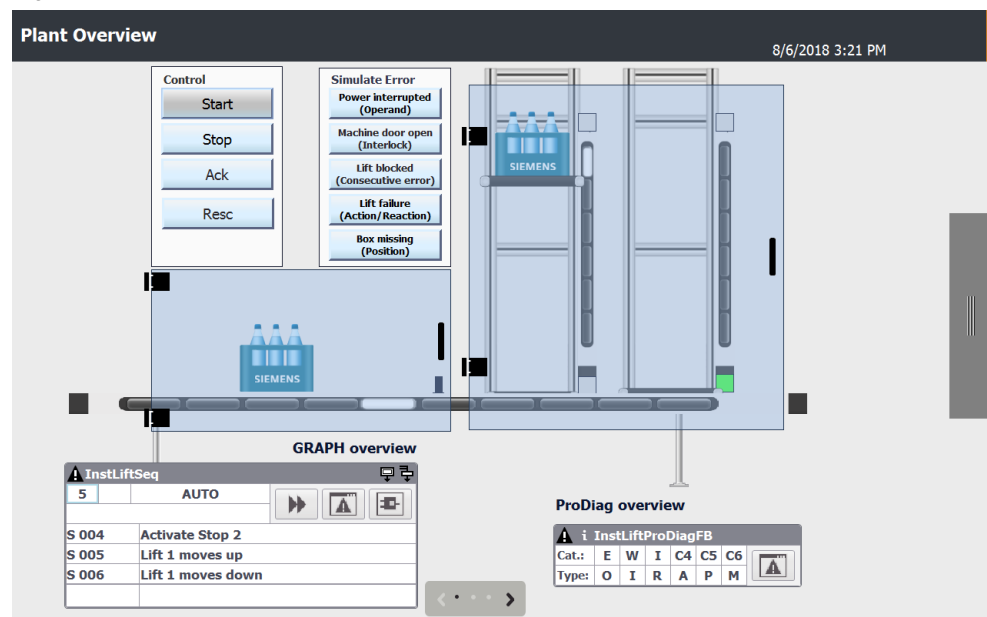 Plant Overview
8/6/2018 3:21 PM
Control
Start
Stop
Ack
Resc
Simulate Error
Power interrupted
(Operand)
Machine door open
(Interlock)
Lift blocked
(Consecutive error)
Lift failure
(Action/Reaction)
Box missing
(Position)
SIEMENS
SIEMENS
GRAPH overview
InstLiftSeq
5 AUTO
S 004 Activate Stop 2
S 005 Lift 1 moves up
S 006 Lift 1 moves down
ProDiag overview
i InstLiftProDiagFB
Cat.: E W I C4 C5 C6
Type: O I R A P M